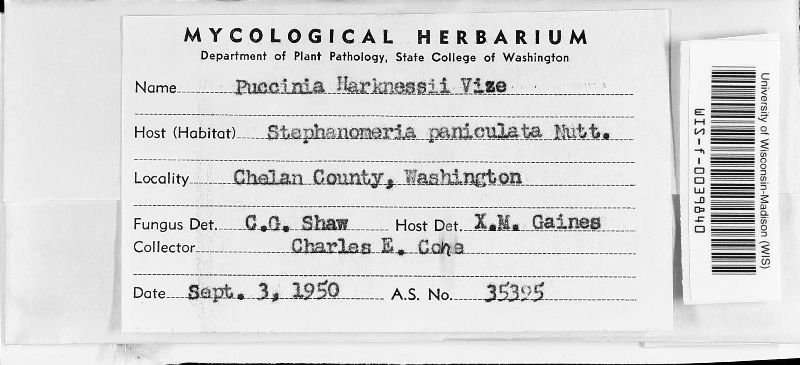 MYCOLOGICAL HERBARIUM
Department of Plant Pathology, State College of Washington
Name Puccinia Harknessii Vize
Host (Habitat) Stephanomeria paniculata Nutt.
Locality Chelan County, Washington
Fungus Det. C.G. Shaw Host Det. X.M. Gaines
Collector Charles E. Cone
Date Sept. 3, 1950 A.S. No. 35395
University of Wisconsin-Madison (WIS)
WIS-f-0039840